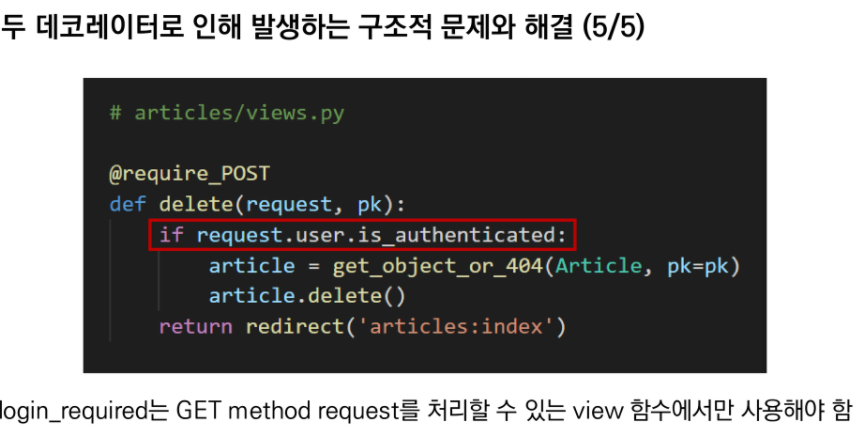 두 데코레이터로 인해 발생하는 구조적 문제와 해결 (5/5)
# articles/views.py
@require_POST
def delete(request, pk):
    if request.user.is_authenticated:
        article = get_object_or_404(Article, pk=pk)
        article.delete()
    return redirect('articles:index')
login_required는 GET method request를 처리할 수 있는 view 함수에서만 사용해야 함